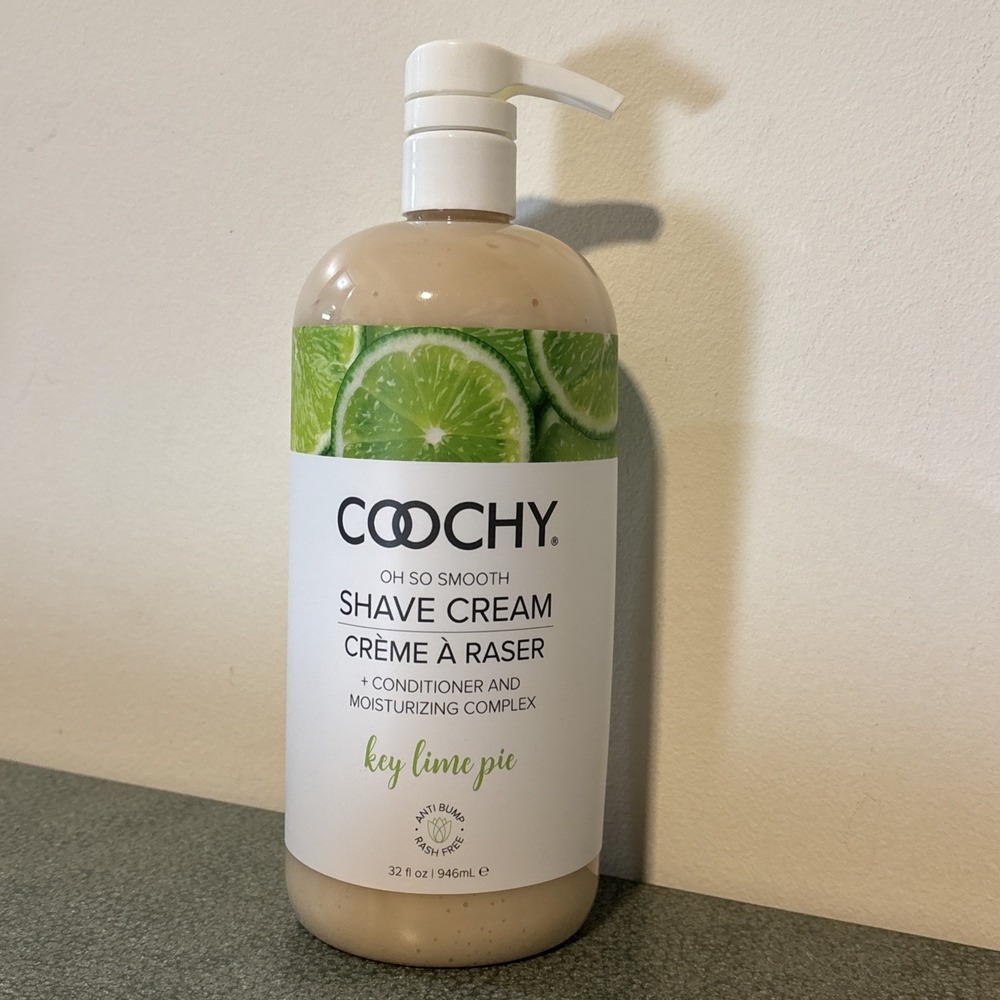 COOCHY®
OH SO SMOOTH
SHAVE CREAM
CRÈME À RASER
+ CONDITIONER AND
MOISTURIZING COMPLEX
key lime pie
ANTI BUMP
• RASH FREE •
32 fl oz | 946mL ℮